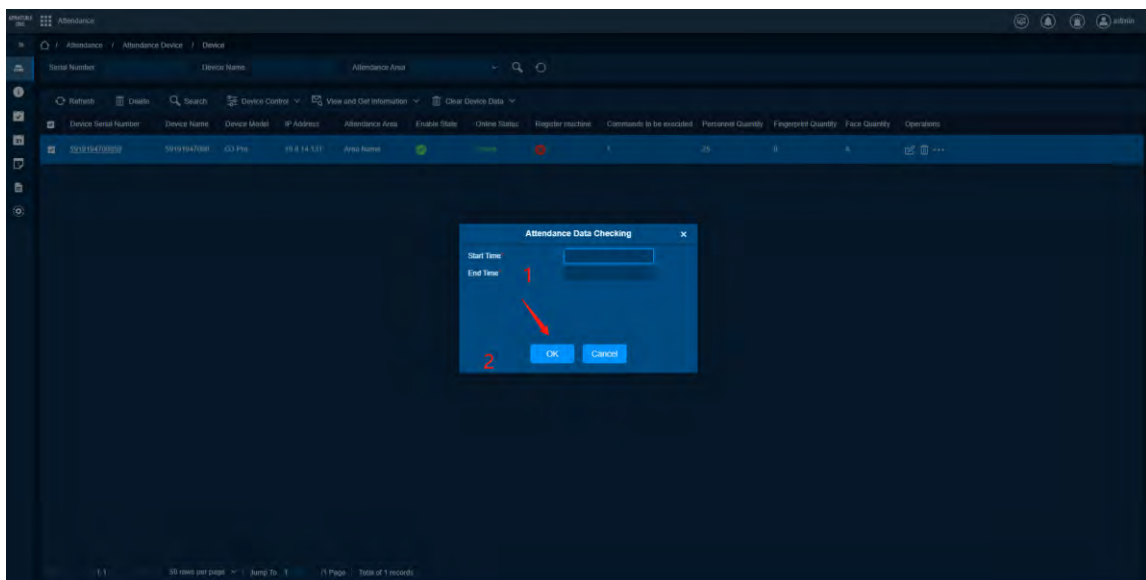 Attendance
admin
/ Attendance / Attendance Device / Device
Serial Number Device Name Attendance Area
Refresh Delete Search Device Control View and Get Information Clear Device Data
Device Serial Number Device Name Device Model IP Address Attendance Area Enable State Online Status Register machine Commands to be executed Personnel Quantity Fingerprint Quantity Face Quantity Operations
G3 Pro Area Name 1 25 0 4
Attendance Data Checking
Start Time
End Time
1
OK Cancel
2
50 rows per page Jump To 1 /1 Page Total of 1 records